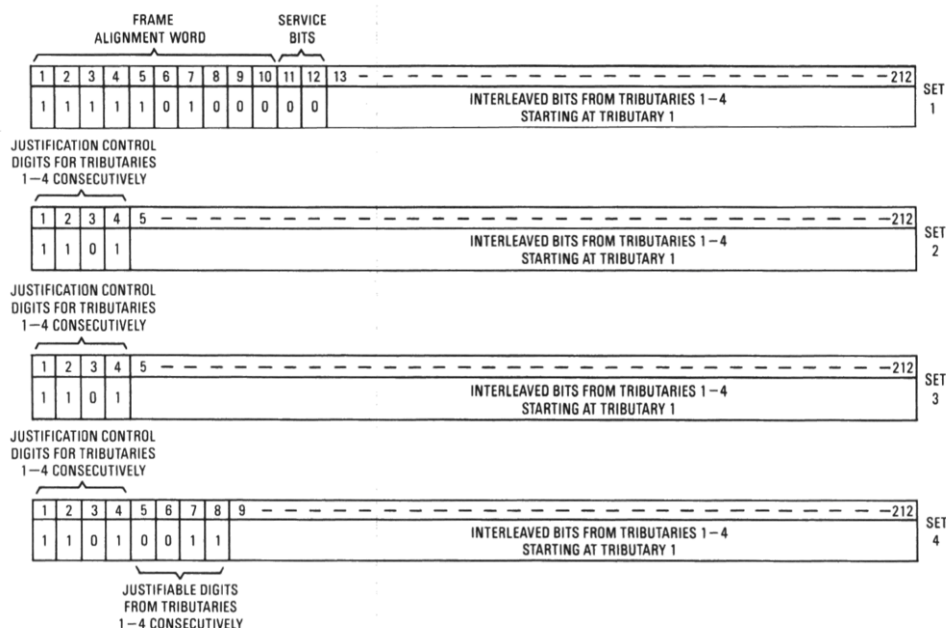 FRAME
ALIGNMENT WORD
SERVICE
BITS
1 2 3 4 5 6 7 8 9 10 11 12 13 - - - - - - - - - - - - - - - - - - - - - - - -212
1 1 1 1 0 1 0 0 0 0 0
INTERLEAVED BITS FROM TRIBUTARIES 1-4
STARTING AT TRIBUTARY 1
SET
1
JUSTIFICATION CONTROL
DIGITS FOR TRIBUTARIES
1-4 CONSECUTIVELY
1 2 3 4 5 - - - - - - - - - - - - - - - - - - - - - - - -212
1 1 0 1
INTERLEAVED BITS FROM TRIBUTARIES 1-4
STARTING AT TRIBUTARY 1
SET
2
JUSTIFICATION CONTROL
DIGITS FOR TRIBUTARIES
1-4 CONSECUTIVELY
1 2 3 4 5 - - - - - - - - - - - - - - - - - - - - - - - -212
1 1 0 1
INTERLEAVED BITS FROM TRIBUTARIES 1-4
STARTING AT TRIBUTARY 1
SET
3
JUSTIFICATION CONTROL
DIGITS FOR TRIBUTARIES
1-4 CONSECUTIVELY
1 2 3 4 5 6 7 8 9 - - - - - - - - - - - - - - - - - - - - - - - -212
1 1 0 1 0 0 1 1
INTERLEAVED BITS FROM TRIBUTARIES 1-4
STARTING AT TRIBUTARY 1
SET
4
JUSTIFIABLE DIGITS
FROM TRIBUTARIES
1-4 CONSECUTIVELY